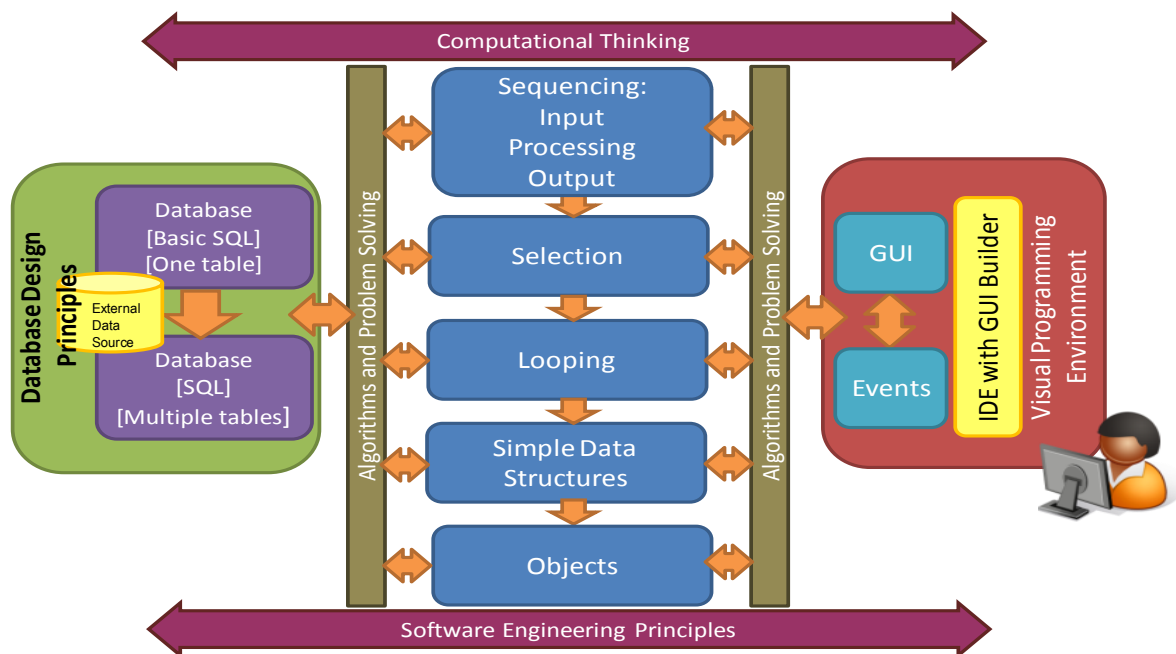 Computational Thinking
Database Design
Principles
Database
[Basic SQL]
[One table]
External
Data
Source
Database
[SQL]
[Multiple tables]
Algorithms and Problem Solving
Sequencing:
Input
Processing
Output
Selection
Looping
Simple Data
Structures
Objects
Algorithms and Problem Solving
GUI
Events
IDE with GUI Builder
Visual Programming
Environment
Software Engineering Principles